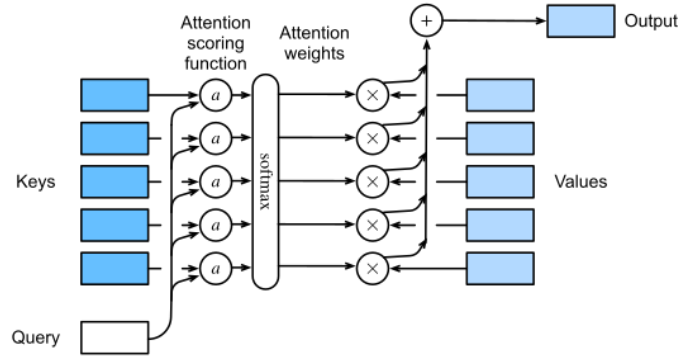 Attention
scoring
function
Attention
weights
+
Output
Keys
a
a
a
a
a
softmax
×
×
×
×
×
Values
Query